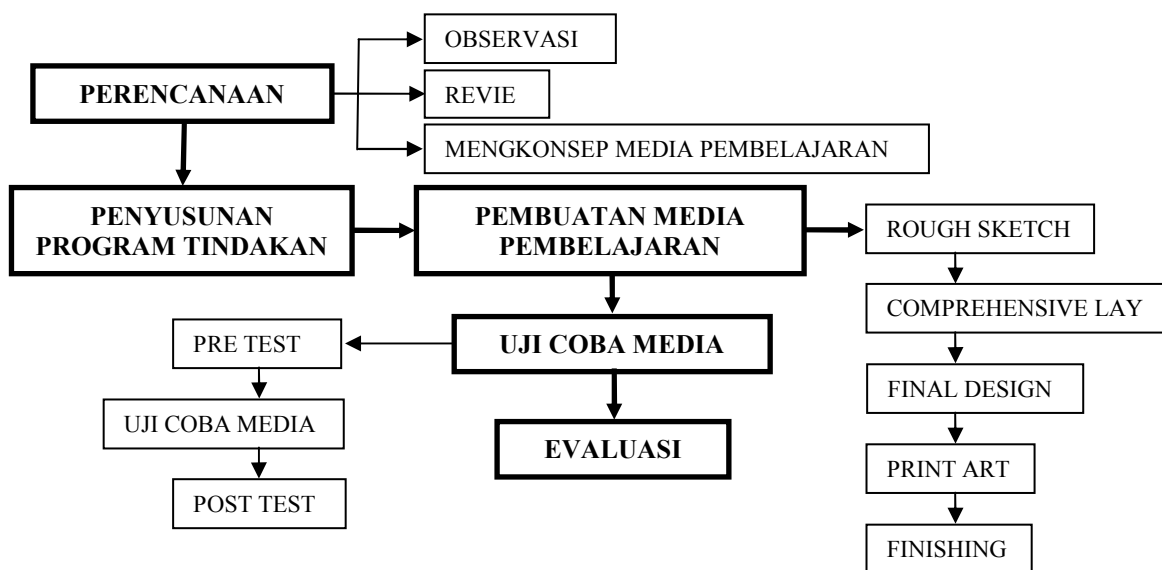 OBSERVASI
PERENCANAAN
REVIE
MENGKONSEP MEDIA PEMBELAJARAN
PENYUSUNAN
PROGRAM TINDAKAN
PEMBUATAN MEDIA
PEMBELAJARAN
ROUGH SKETCH
COMPREHENSIVE LAY
FINAL DESIGN
PRINT ART
FINISHING
UJI COBA MEDIA
PRE TEST
UJI COBA MEDIA
POST TEST
EVALUASI